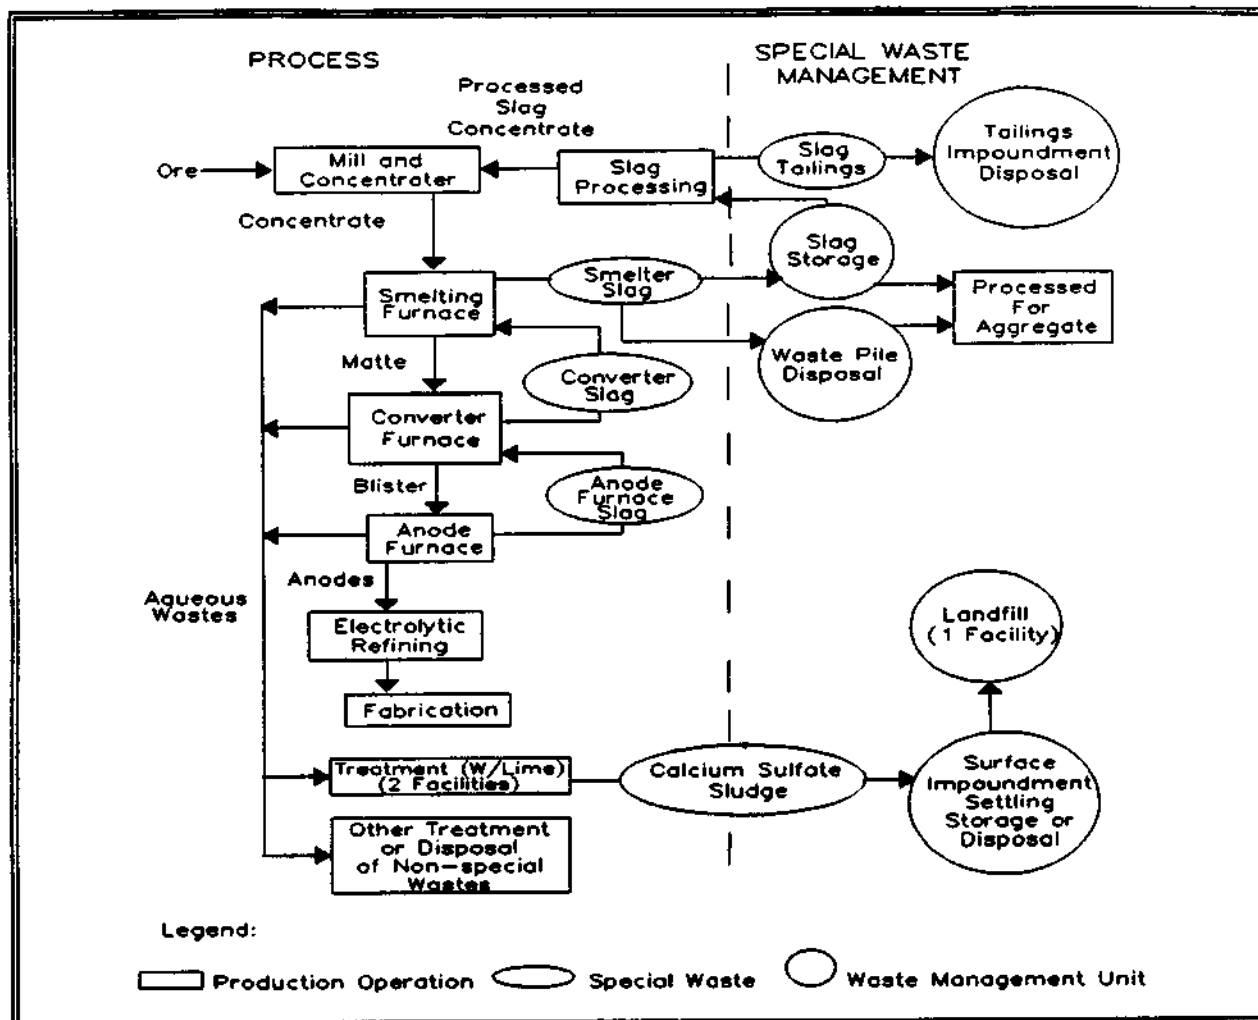 PROCESS
SPECIAL WASTE
MANAGEMENT
Processed
Slag
Concentrate
Ore
Mill and
Concentrater
Slag
Processing
Slag
Tailings
Tailings
Impoundment
Disposal
Concentrate
Slag
Storage
Smelting
Furnace
Smelter
Slag
Processed
For
Aggregate
Matte
Converter
Slag
Waste Pile
Disposal
Converter
Furnace
Blister
Anode
Furnace
Slag
Anode
Furnace
Anodes
Aqueous
Wastes
Electrolytic
Refining
Landfill
(1 Facility)
Fabrication
Treatment (W/Lime)
(2 Facilities)
Calcium Sulfate
Sludge
Surface
Impoundment
Settling
Storage or
Disposal
Other Treatment
or Disposal
of Non-special
Wastes
Legend:
Production Operation
Special Waste
Waste Management Unit